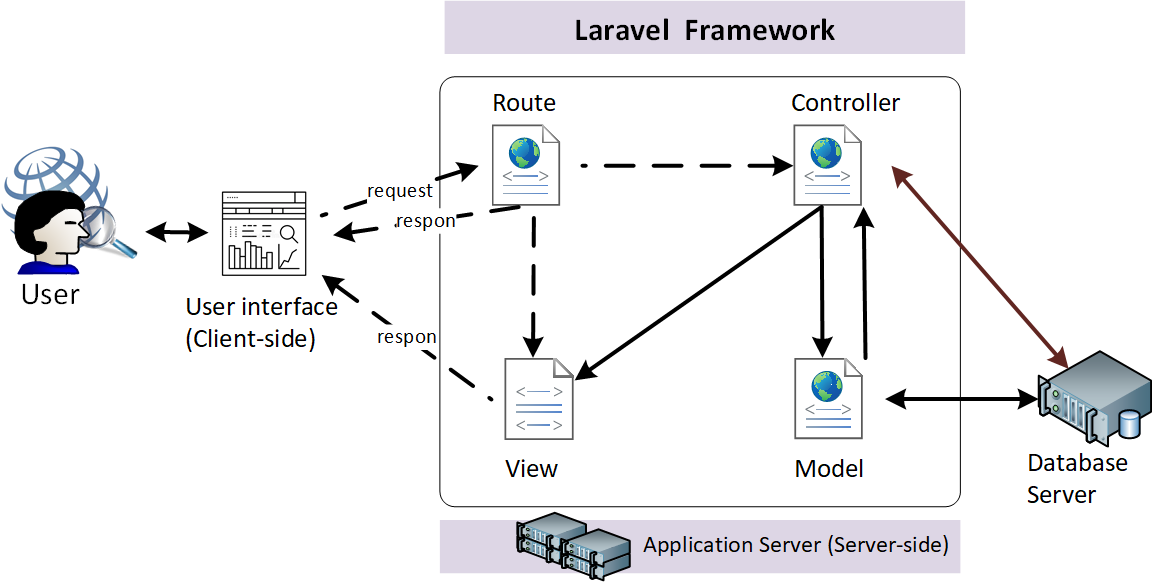 Laravel Framework
Route
Controller
request
.respon
respon
User
User interface
(Client-side)
View
Model
Database
Server
Application Server (Server-side)